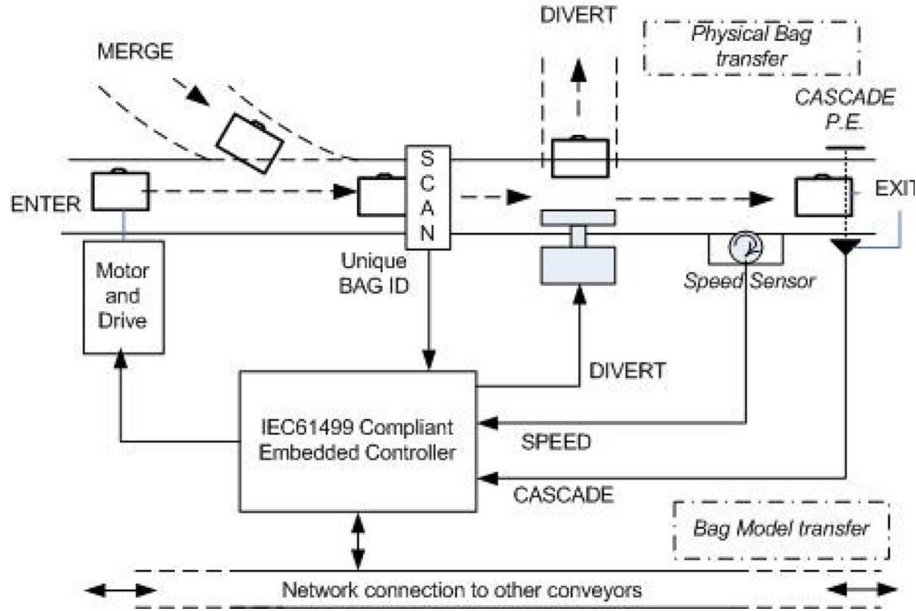 DIVERT
Physical Bag
transfer
MERGE
CASCADE
P.E.
S
C
A
N
ENTER
EXIT
Motor
and
Drive
Unique
BAG ID
Speed Sensor
DIVERT
IEC61499 Compliant
Embedded Controller
SPEED
CASCADE
Bag Model transfer
Network connection to other conveyors